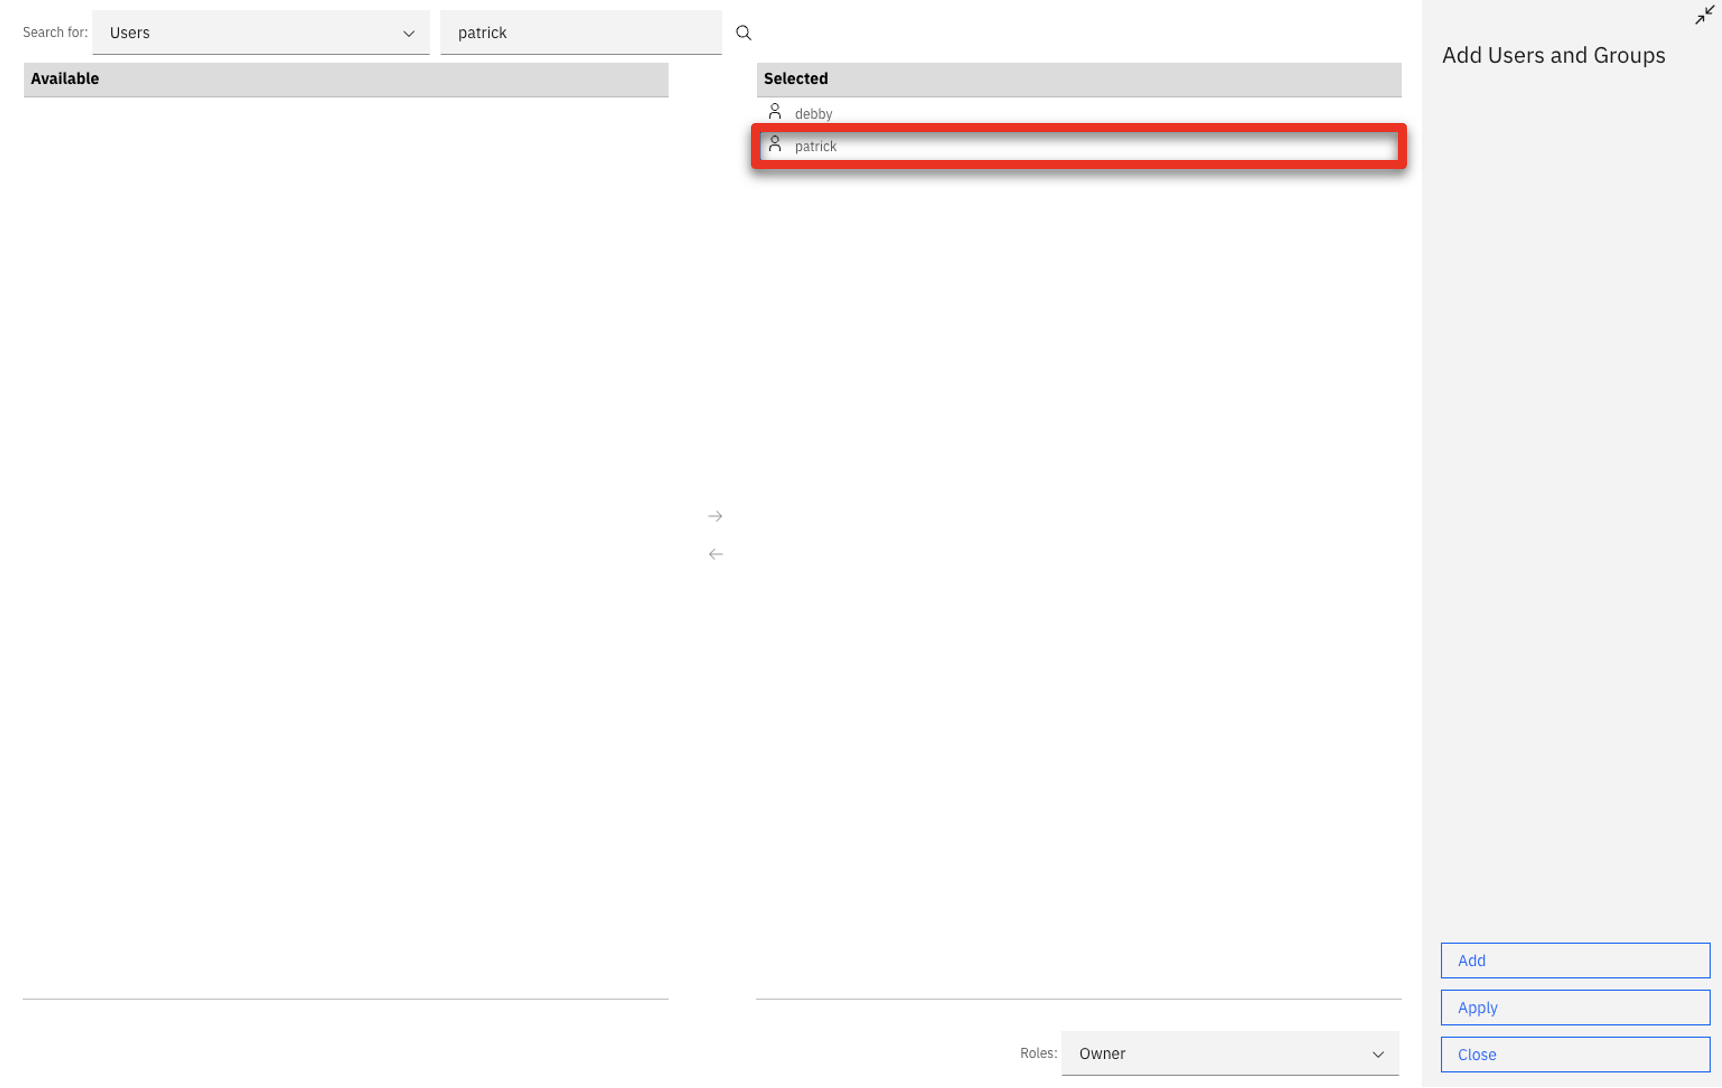 Search for: Users patrick
Add Users and Groups
Available Selected
debby
patrick
Add
Apply
Roles: Owner
Close